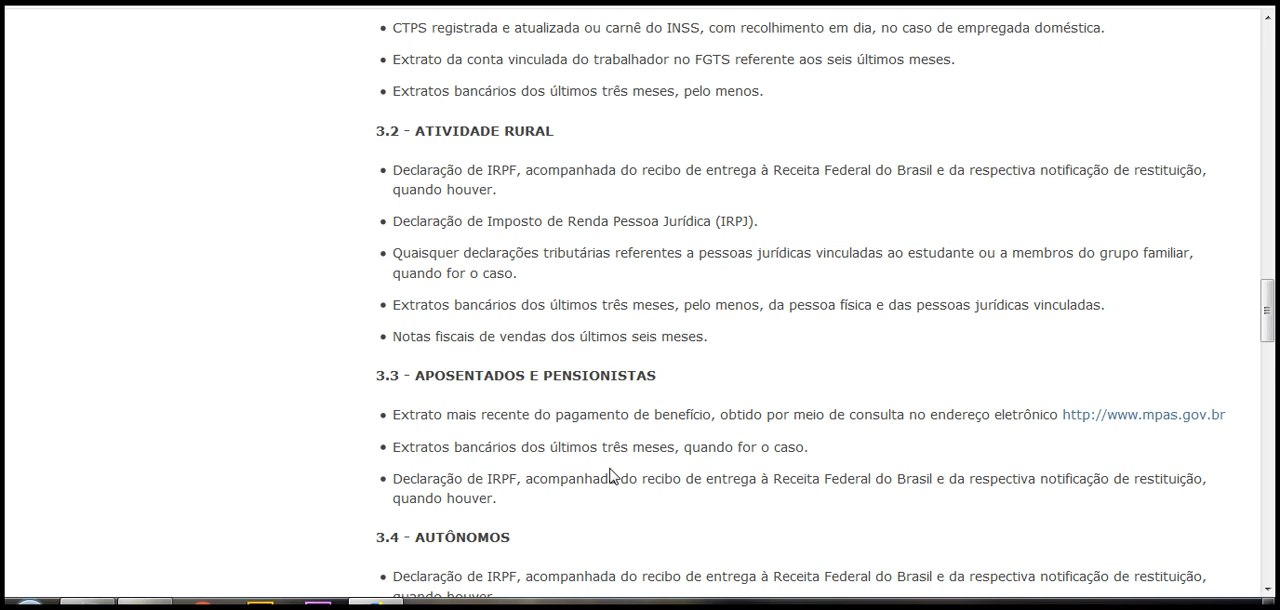 • CTPS registrada e atualizada ou carnê do INSS, com recolhimento em dia, no caso de empregada doméstica.
• Extrato da conta vinculada do trabalhador no FGTS referente aos seis últimos meses.
• Extratos bancários dos últimos três meses, pelo menos.
3.2 - ATIVIDADE RURAL
• Declaração de IRPF, acompanhada do recibo de entrega à Receita Federal do Brasil e da respectiva notificação de restituição,
quando houver.
• Declaração de Imposto de Renda Pessoa Jurídica (IRPJ).
• Quaisquer declarações tributárias referentes a pessoas jurídicas vinculadas ao estudante ou a membros do grupo familiar,
quando for o caso.
• Extratos bancários dos últimos três meses, pelo menos, da pessoa física e das pessoas jurídicas vinculadas.
• Notas fiscais de vendas dos últimos seis meses.
3.3 - APOSENTADOS E PENSIONISTAS
• Extrato mais recente do pagamento de benefício, obtido por meio de consulta no endereço eletrônico http://www.mpas.gov.br
• Extratos bancários dos últimos três meses, quando for o caso.
• Declaração de IRPF, acompanhada do recibo de entrega à Receita Federal do Brasil e da respectiva notificação de restituição,
quando houver.
3.4 - AUTÔNOMOS
• Declaração de IRPF, acompanhada do recibo de entrega à Receita Federal do Brasil e da respectiva notificação de restituição,
quando houver.